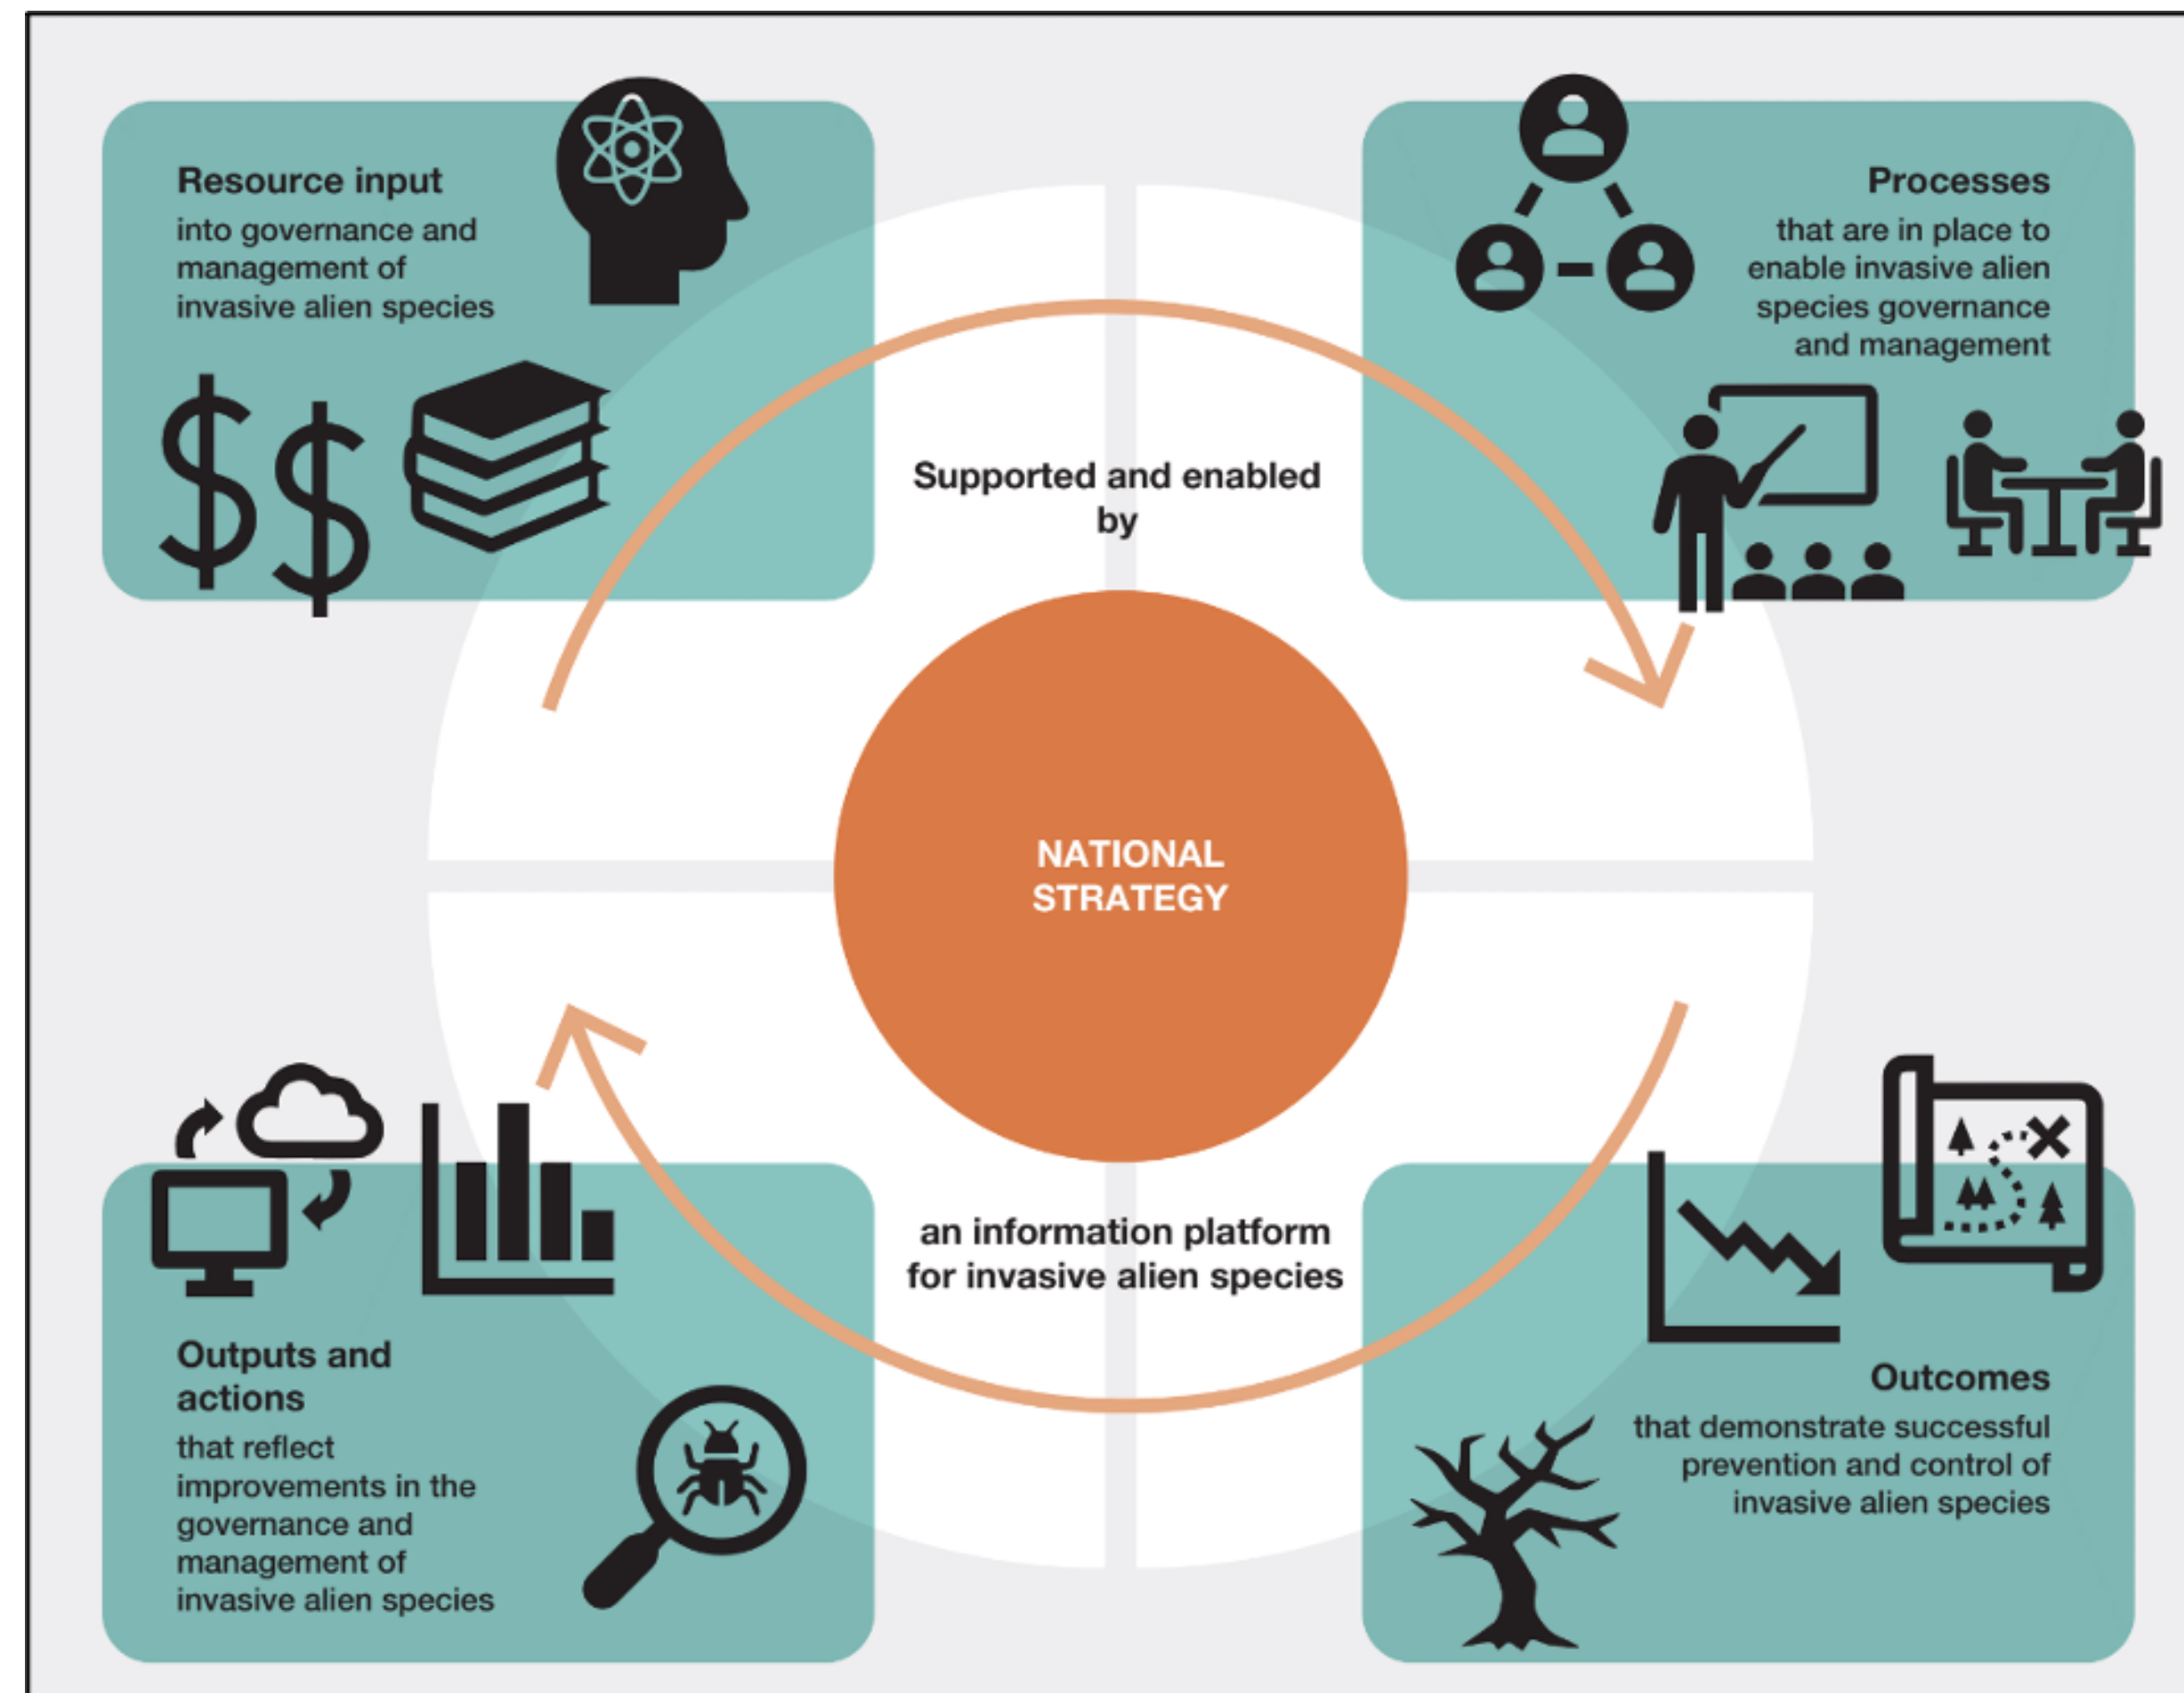 Resource input
into governance and
management of
invasive alien species
Processes
that are in place to
enable invasive alien
species governance
and management
Supported and enabled
by
NATIONAL
STRATEGY
an information platform
for invasive alien species
Outputs and
actions
that reflect
improvements in the
governance and
management of
invasive alien species
Outcomes
that demonstrate successful
prevention and control of
invasive alien species